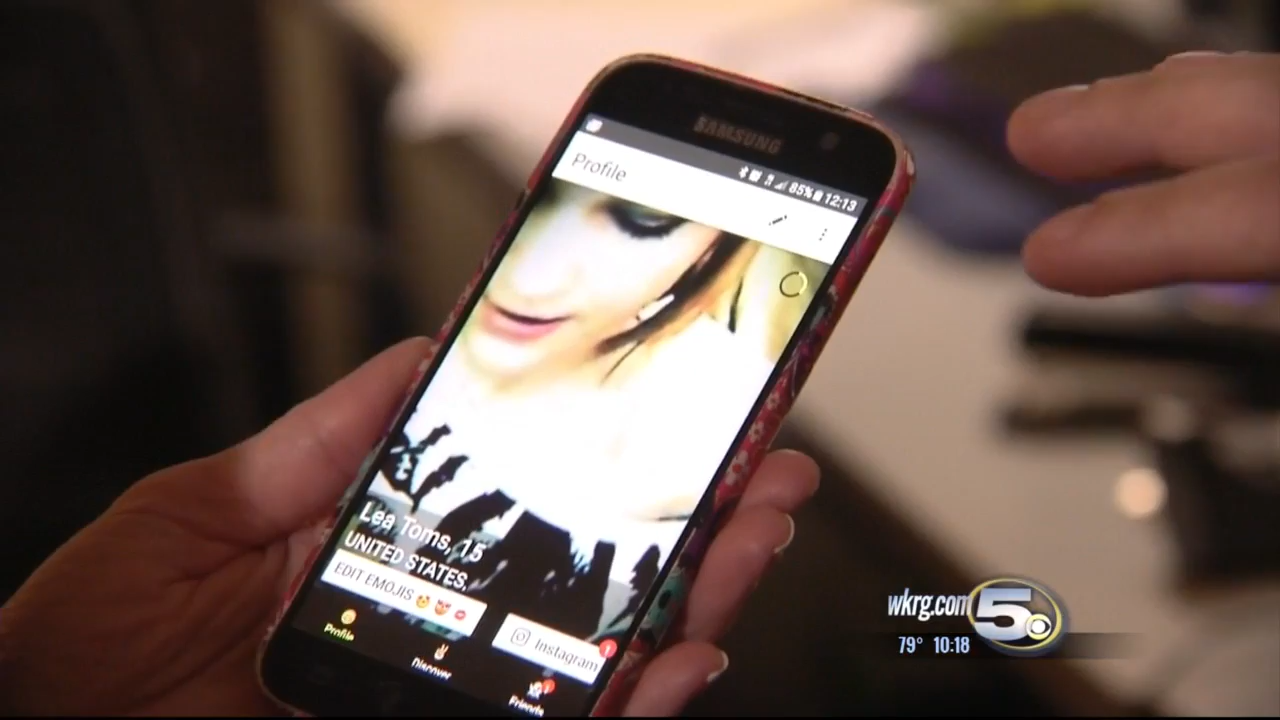 SAMSUNG
85% 12:13
Profile
Lea Toms, 15
UNITED STATES,
EDIT EMOJIS
Instagram
1
Profile
Discover
Friends
wkrg.com 5
79° 10:18